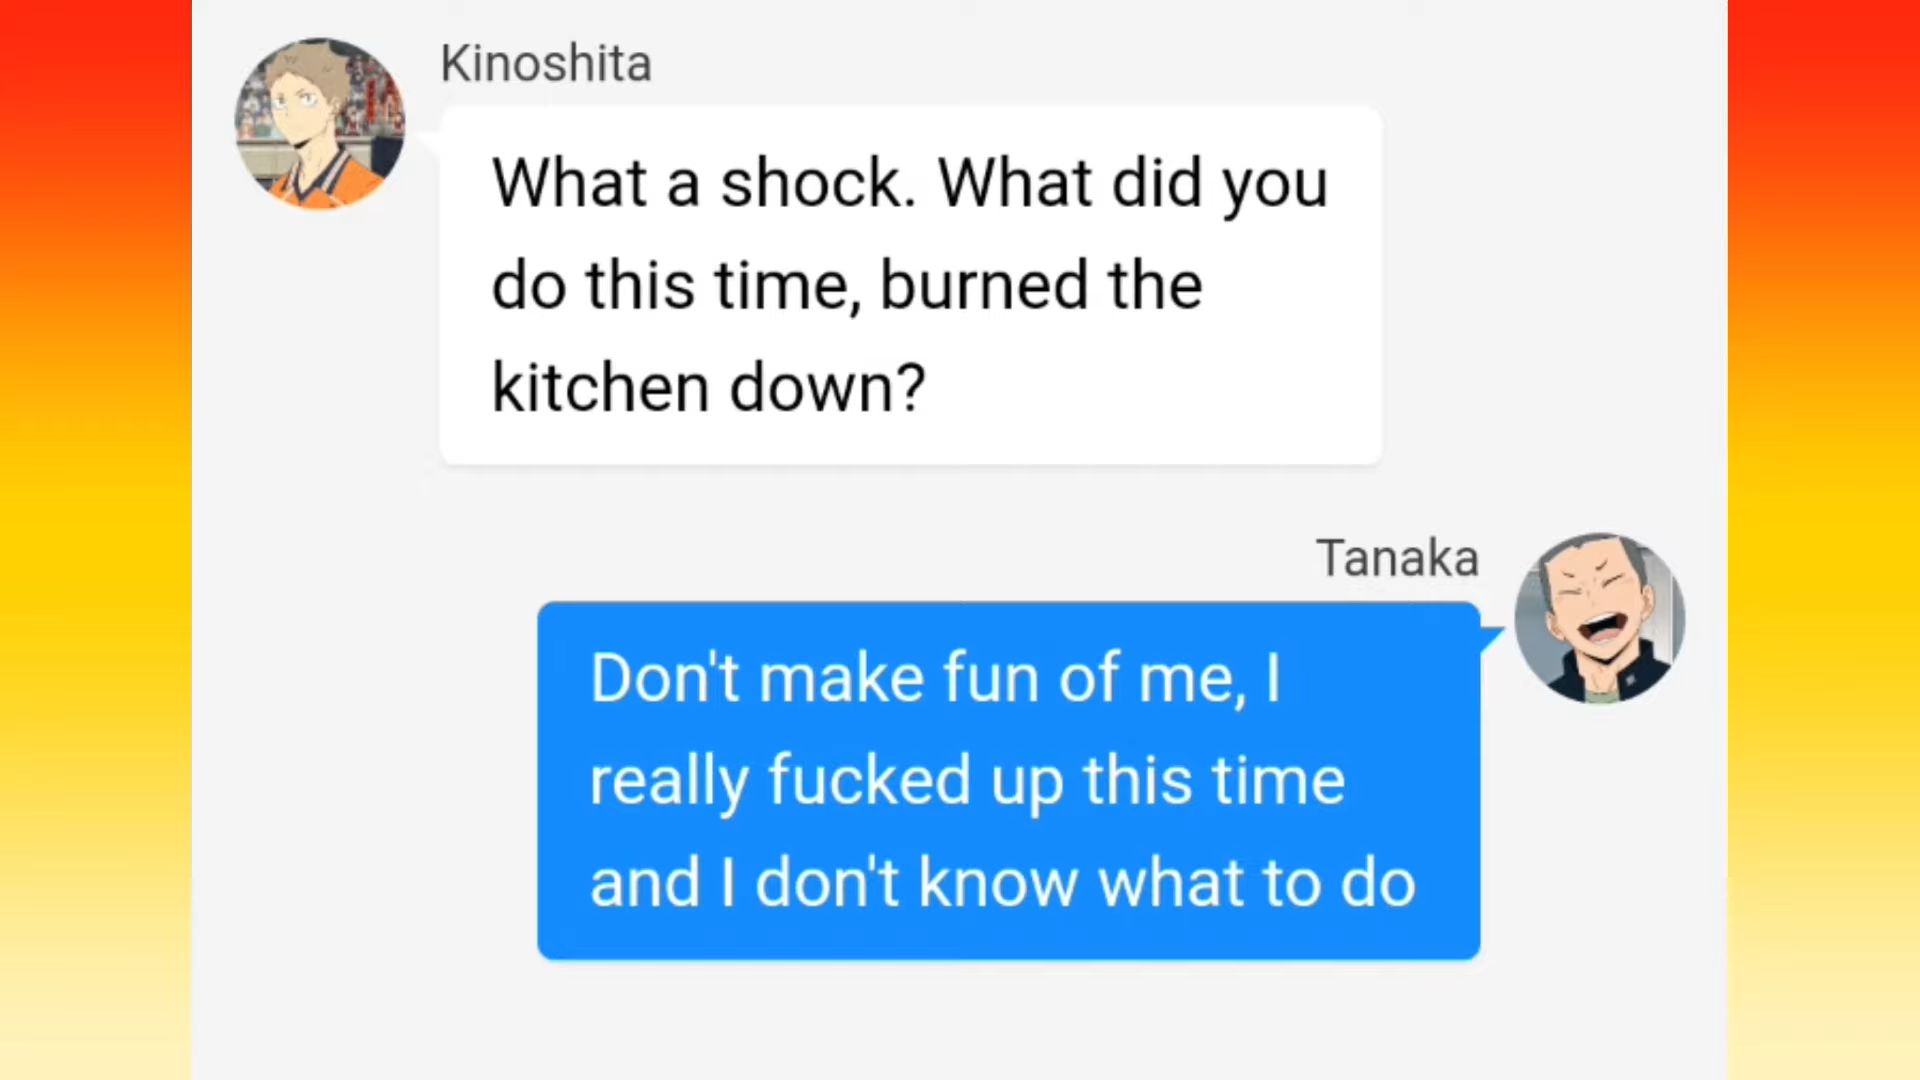 Kinoshita
What a shock. What did you
do this time, burned the
kitchen down?
Tanaka
Don't make fun of me, I
really fucked up this time
and I don't know what to do